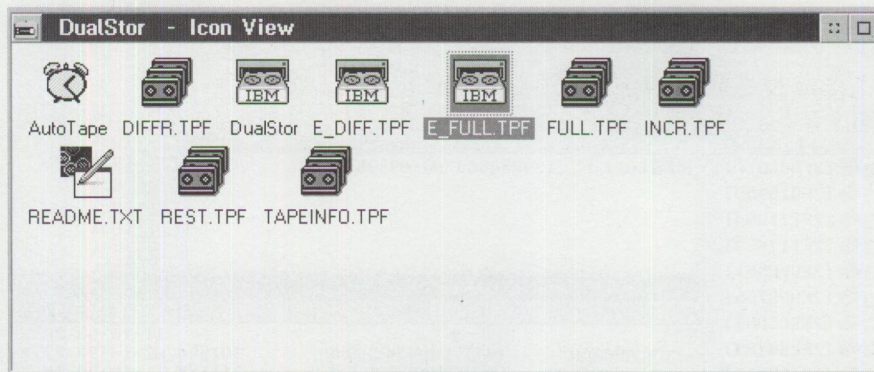 DualStor - Icon View
IBM IBM IBM
AutoTape DIFFR.TPF DualStor E_DIFF.TPF E_FULL.TPF FULL.TPF INCR.TPF
README.TXT REST.TPF TAPEINFO.TPF